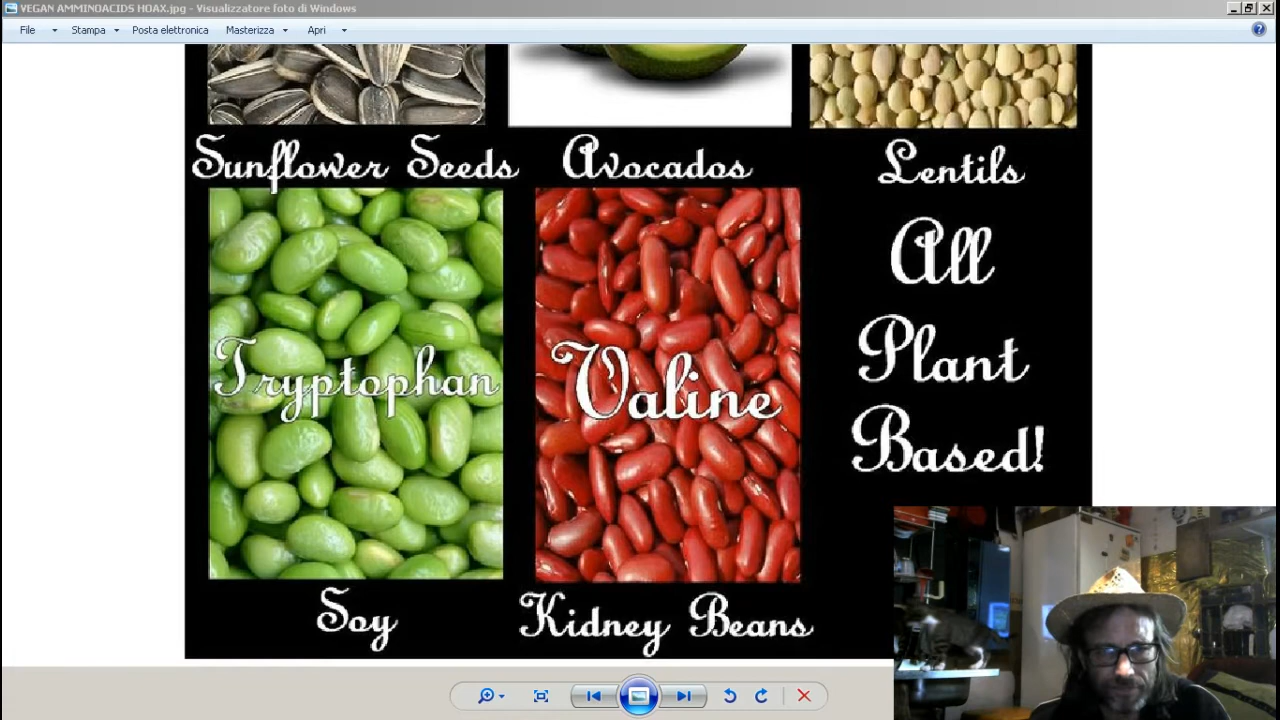 VEGAN AMMINOACIDS HOAX.jpg - Visualizzatore foto di Windows
File Stampa Posta elettronica Masterizza Apri
Sunflower Seeds Avocados Lentils
All
Plant
Based!
Tryptophan Valine
Soy Kidney Beans